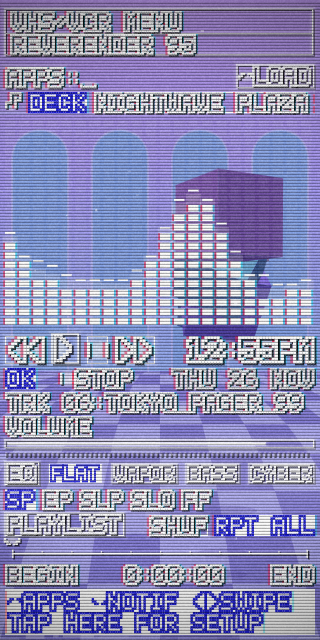 VHS/VCR MENU
REWERENDER '95
APPS:._ LOAD
DECK NIGHTWAVE PLAZA
12:55PM
OK STOP THU 26 NOV
TRK 03:TOKYO PAGER '99
VOLUME
EQ FLAT VAPOR BASS CYBER
SP EP SLP SLO FF
PLAYLIST SHUF RPT ALL
BEGIN 0:00:00 END
APPS NOTIF SWIPE
TAP HERE FOR SETUP